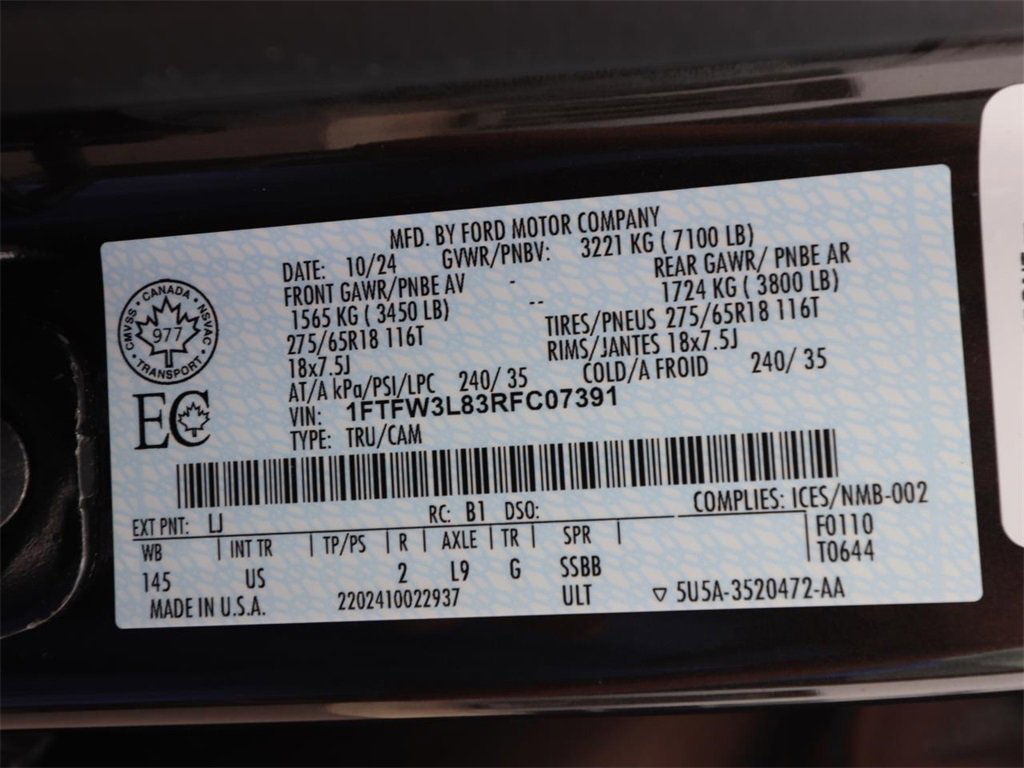 MFD. BY FORD MOTOR COMPANY
DATE: 10/24 GVWR/PNBV: 3221 KG ( 7100 LB)
FRONT GAWR/PNBE AV - REAR GAWR/ PNBE AR
1565 KG ( 3450 LB) -- 1724 KG ( 3800 LB)
275/65R18 116T TIRES/PNEUS 275/65R18 116T
18x7.5J RIMS/JANTES 18x7.5J
AT/A kPa/PSI/LPC 240/ 35 COLD/A FROID 240/ 35
VIN: 1FTFW3L83RFC07391
TYPE: TRU/CAM
CMVSS · CANADA · NSVAC · TRANSPORT ·
977
EC
EXT PNT: LJ RC: B1 DSO: COMPLIES: ICES/NMB-002
WB | INT TR | TP/PS | R | AXLE | TR | SPR | F0110
T0644
145 US 2 L9 G SSBB
MADE IN U.S.A. 2202410022937 ULT ▽ 5U5A-3520472-AA